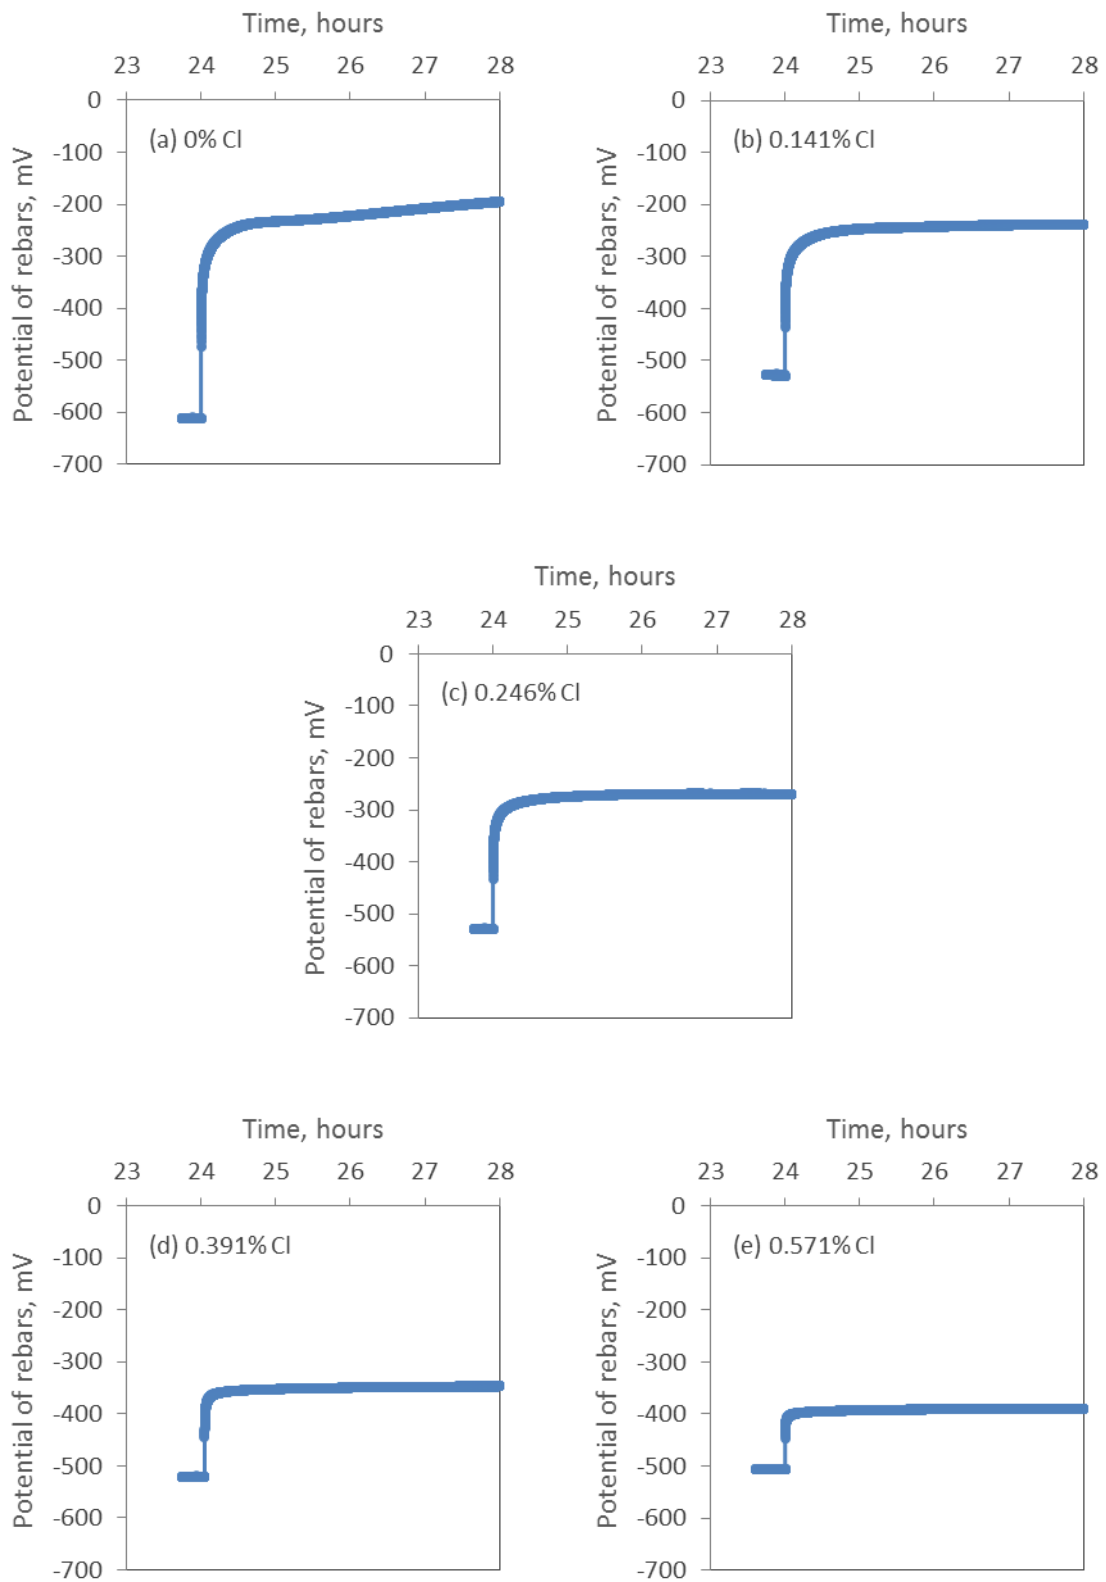 Time, hours
23 24 25 26 27 28
0
-100
-200
-300
-400
-500
-600
-700
Potential of rebars, mV
(a) 0% Cl
Time, hours
23 24 25 26 27 28
0
-100
-200
-300
-400
-500
-600
-700
Potential of rebars, mV
(b) 0.141% Cl
Time, hours
23 24 25 26 27 28
0
-100
-200
-300
-400
-500
-600
-700
Potential of rebars, mV
(c) 0.246% Cl
Time, hours
23 24 25 26 27 28
0
-100
-200
-300
-400
-500
-600
-700
Potential of rebars, mV
(d) 0.391% Cl
Time, hours
23 24 25 26 27 28
0
-100
-200
-300
-400
-500
-600
-700
Potential of rebars, mV
(e) 0.571% Cl